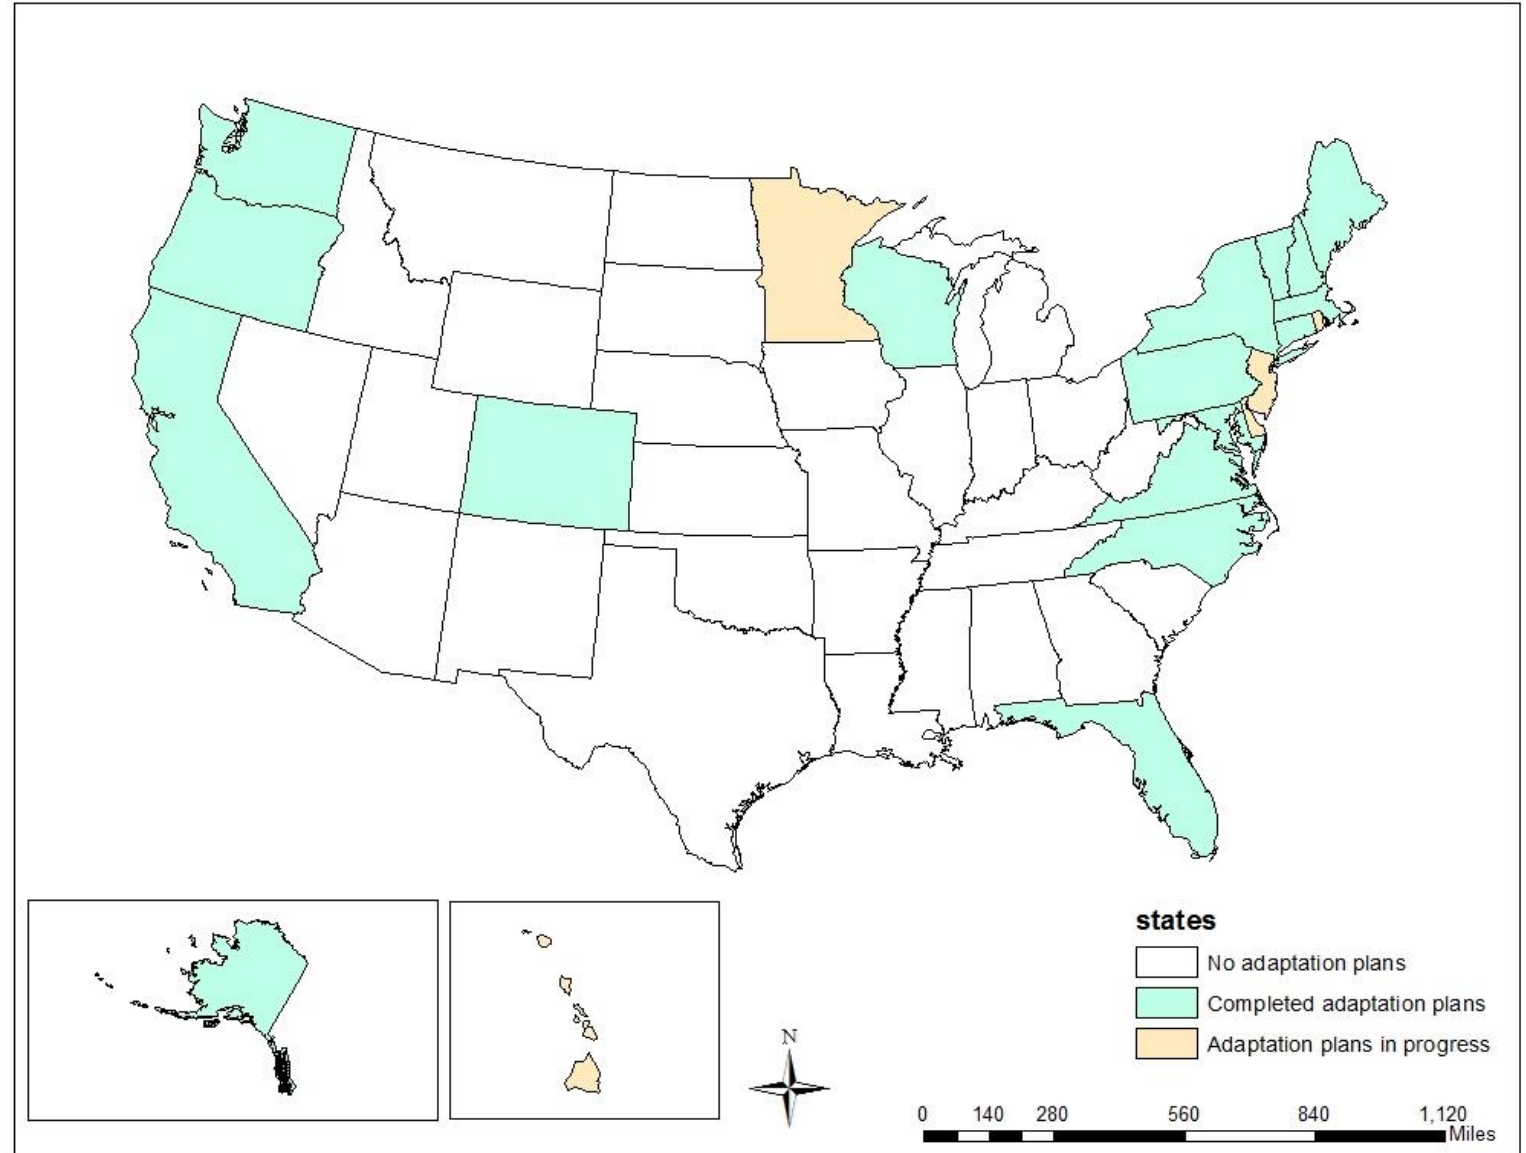 states
No adaptation plans
Completed adaptation plans
Adaptation plans in progress
N
0 140 280 560 840 1,120
Miles